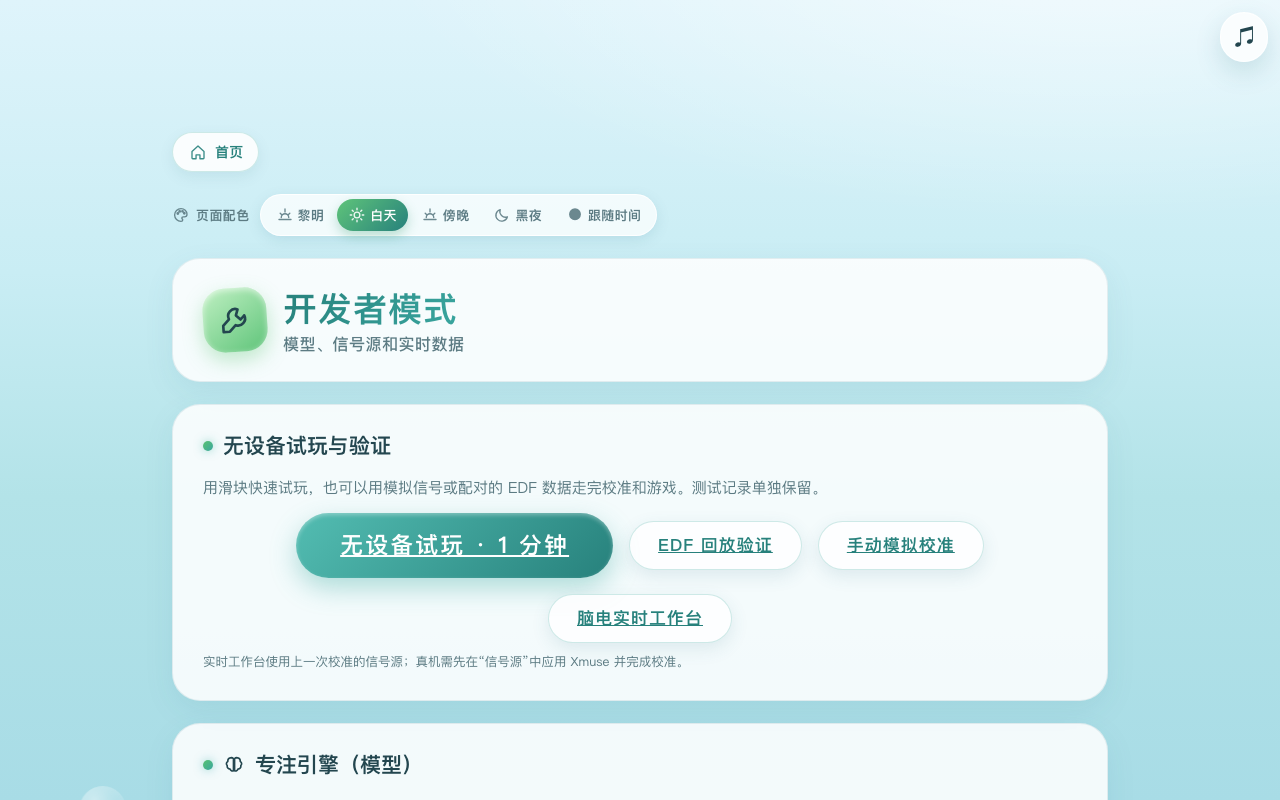 首页
页面配色 黎明 白天 傍晚 黑夜 跟随时间
开发者模式
模型、信号源和实时数据
无设备试玩与验证
用滑块快速试玩，也可以用模拟信号或配对的 EDF 数据走完校准和游戏。测试记录单独保留。
无设备试玩 · 1 分钟 EDF 回放验证 手动模拟校准
脑电实时工作台
实时工作台使用上一次校准的信号源；真机需先在“信号源”中应用 Xmuse 并完成校准。
专注引擎（模型）